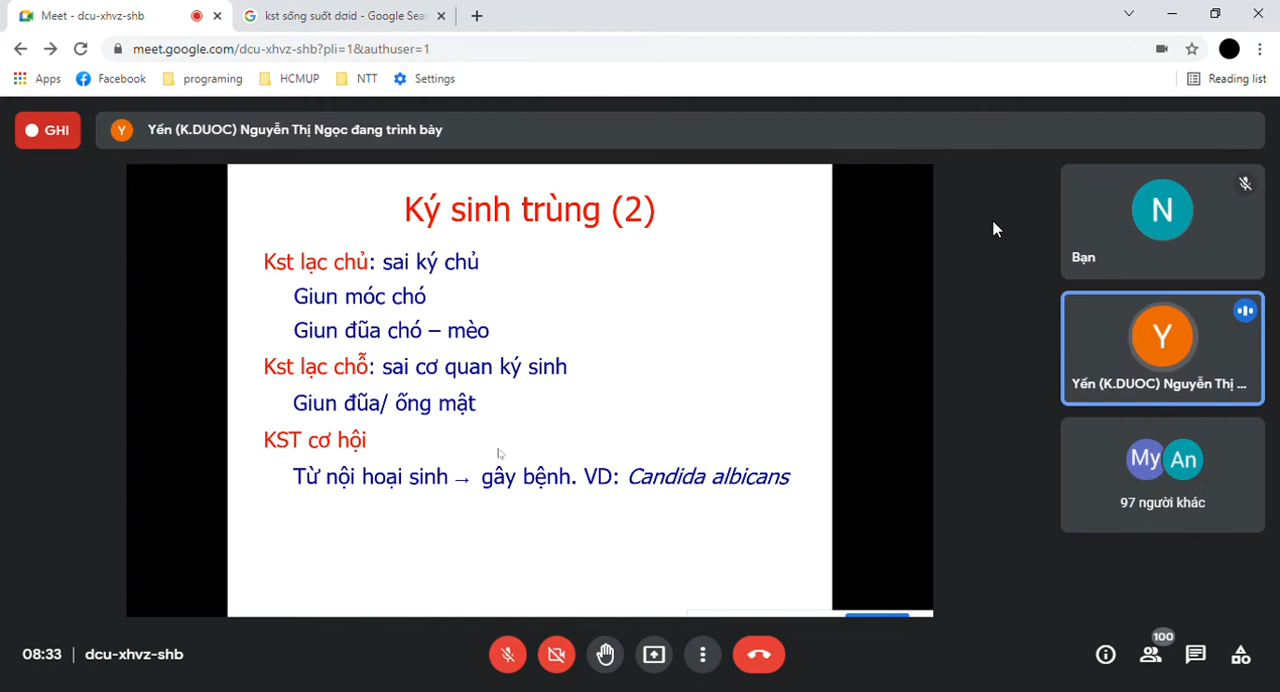 Meet - dcu-xhvz-shb
kst sống suốt dơid - Google Sear
meet.google.com/dcu-xhvz-shb?pli=1&authuser=1
Apps Facebook programing HCMUP NTT Settings Reading list
GHI
Y Yến (K.DUOC) Nguyễn Thị Ngọc đang trình bày
Ký sinh trùng (2)
Kst lạc chủ: sai ký chủ
Giun móc chó
Giun đũa chó – mèo
Kst lạc chỗ: sai cơ quan ký sinh
Giun đũa/ ống mật
KST cơ hội
Từ nội hoại sinh → gây bệnh. VD: Candida albicans
N
Bạn
Y
Yến (K.DUOC) Nguyễn Thị ...
My An
97 người khác
08:33 | dcu-xhvz-shb
100